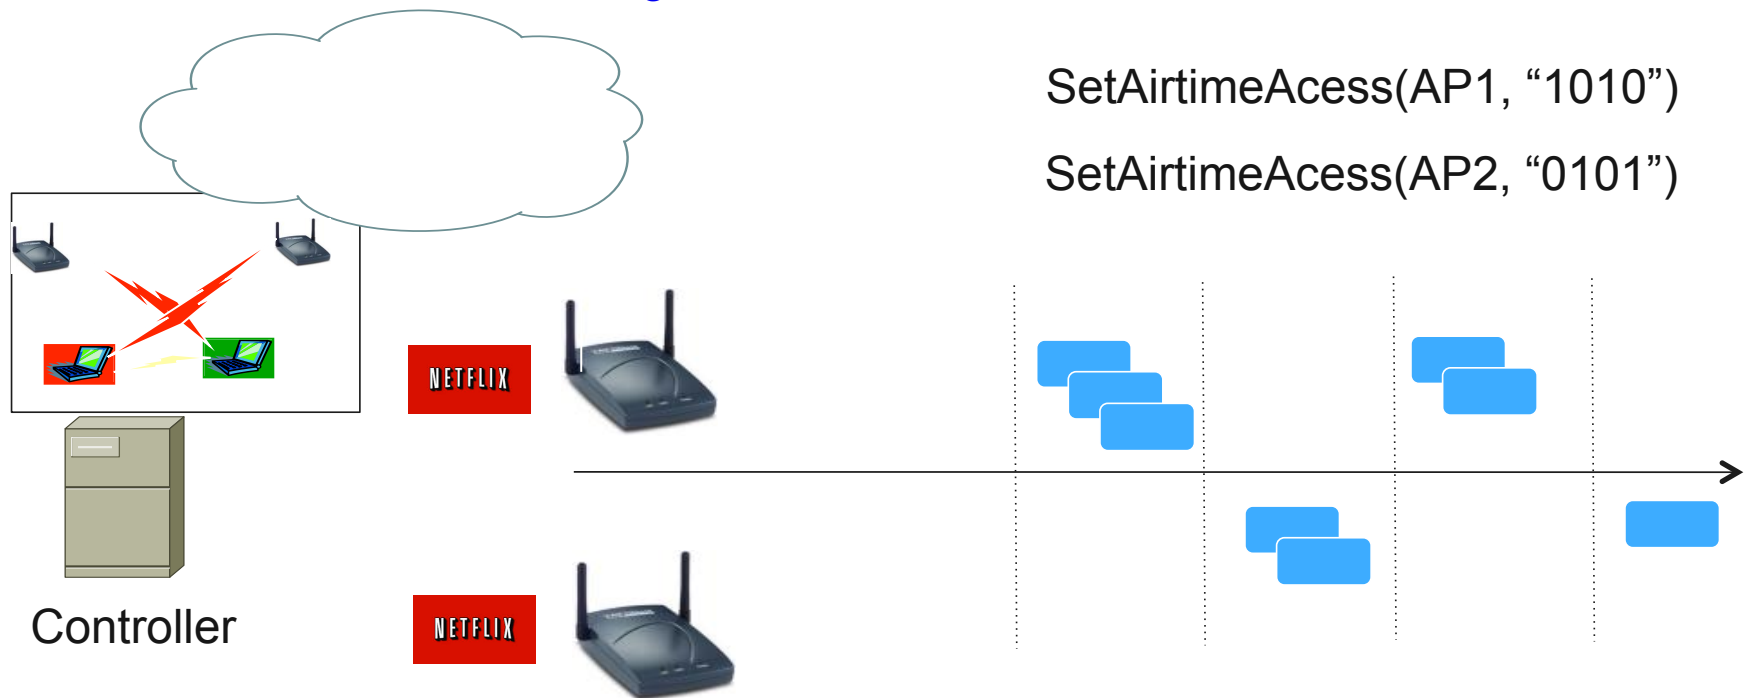 SetAirtimeAcess(AP1, “1010”)
SetAirtimeAcess(AP2, “0101”)
NETFLIX
Controller
NETFLIX